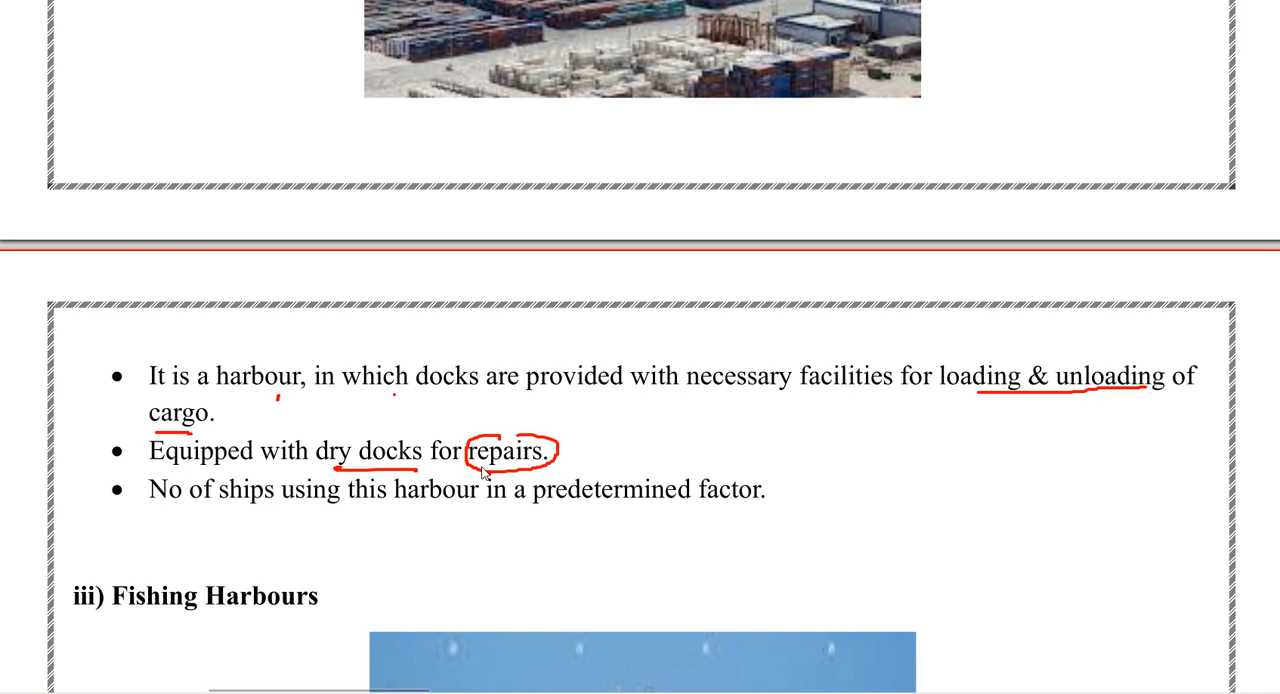 • It is a harbour, in which docks are provided with necessary facilities for loading & unloading of
cargo.
• Equipped with dry docks for repairs.
• No of ships using this harbour in a predetermined factor.
iii) Fishing Harbours